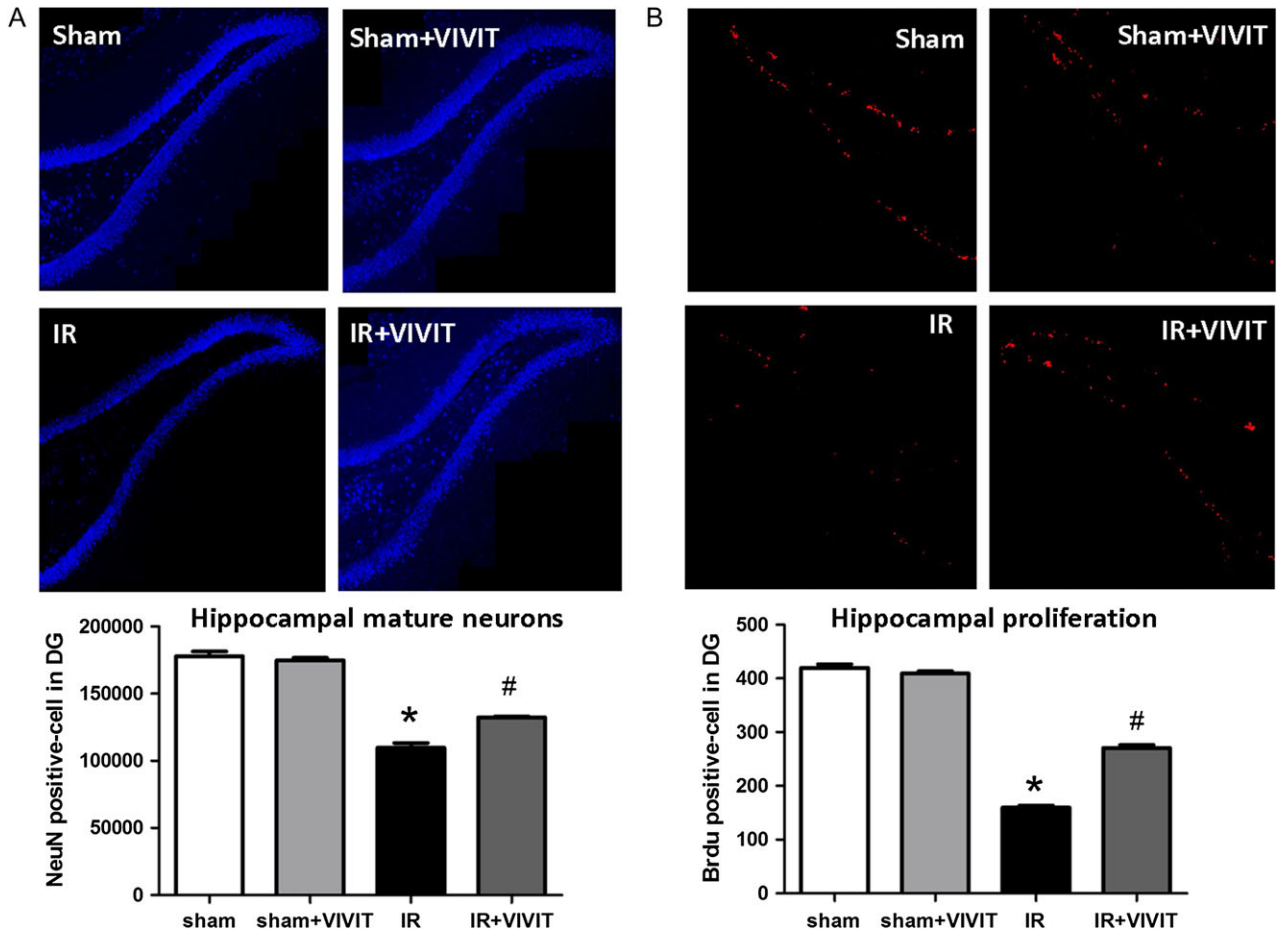 A
Sham
Sham+VIVIT
IR
IR+VIVIT
Hippocampal mature neurons
NeuN positive-cell in DG
200000
150000
100000
50000
0
*
#
sham
sham+VIVIT
IR
IR+VIVIT
B
Sham
Sham+VIVIT
IR
IR+VIVIT
Hippocampal proliferation
Brdu positive-cell in DG
500
400
300
200
100
0
*
#
sham
sham+VIVIT
IR
IR+VIVIT